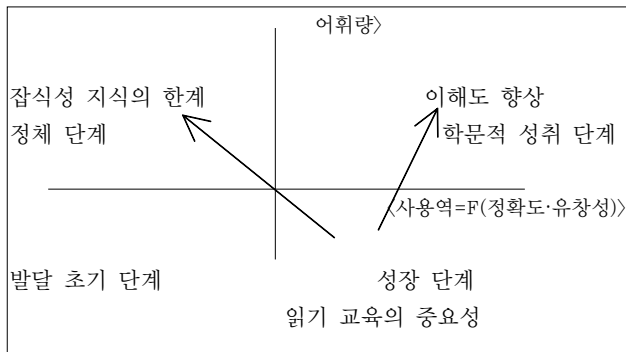 어휘량〉
잡식성 지식의 한계
정체 단계
이해도 향상
학문적 성취 단계
〈사용역=F(정확도·유창성)〉
발달 초기 단계
성장 단계
읽기 교육의 중요성